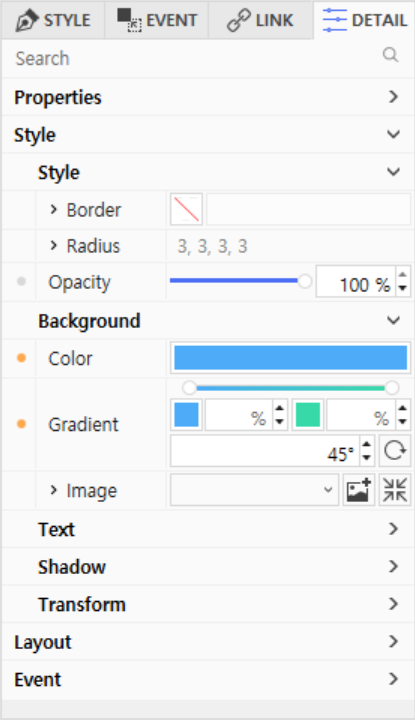 STYLE EVENT LINK DETAIL
Search
Properties
Style
Style
Border
Radius 3, 3, 3, 3
Opacity 100 %
Background
Color
Gradient % %
45°
Image
Text
Shadow
Transform
Layout
Event